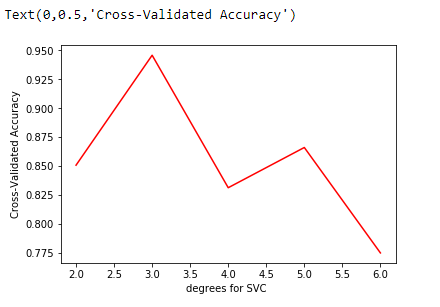 Text(0,0.5,'Cross-Validated Accuracy')
0.950
0.925
0.900
0.875
0.850
0.825
0.800
0.775
Cross-Validated Accuracy
2.0 2.5 3.0 3.5 4.0 4.5 5.0 5.5 6.0
degrees for SVC